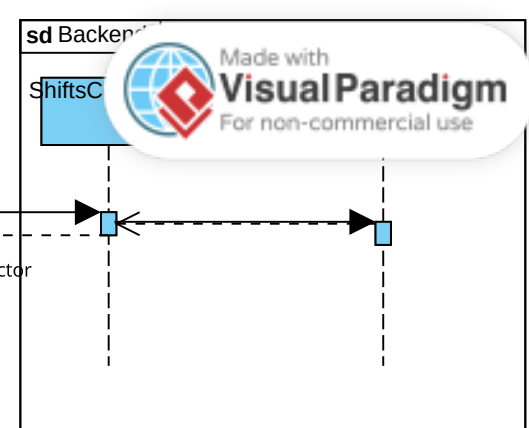 sd Backend
Made with
ShiftsC
Visual Paradigm
For non-commercial use
ctor